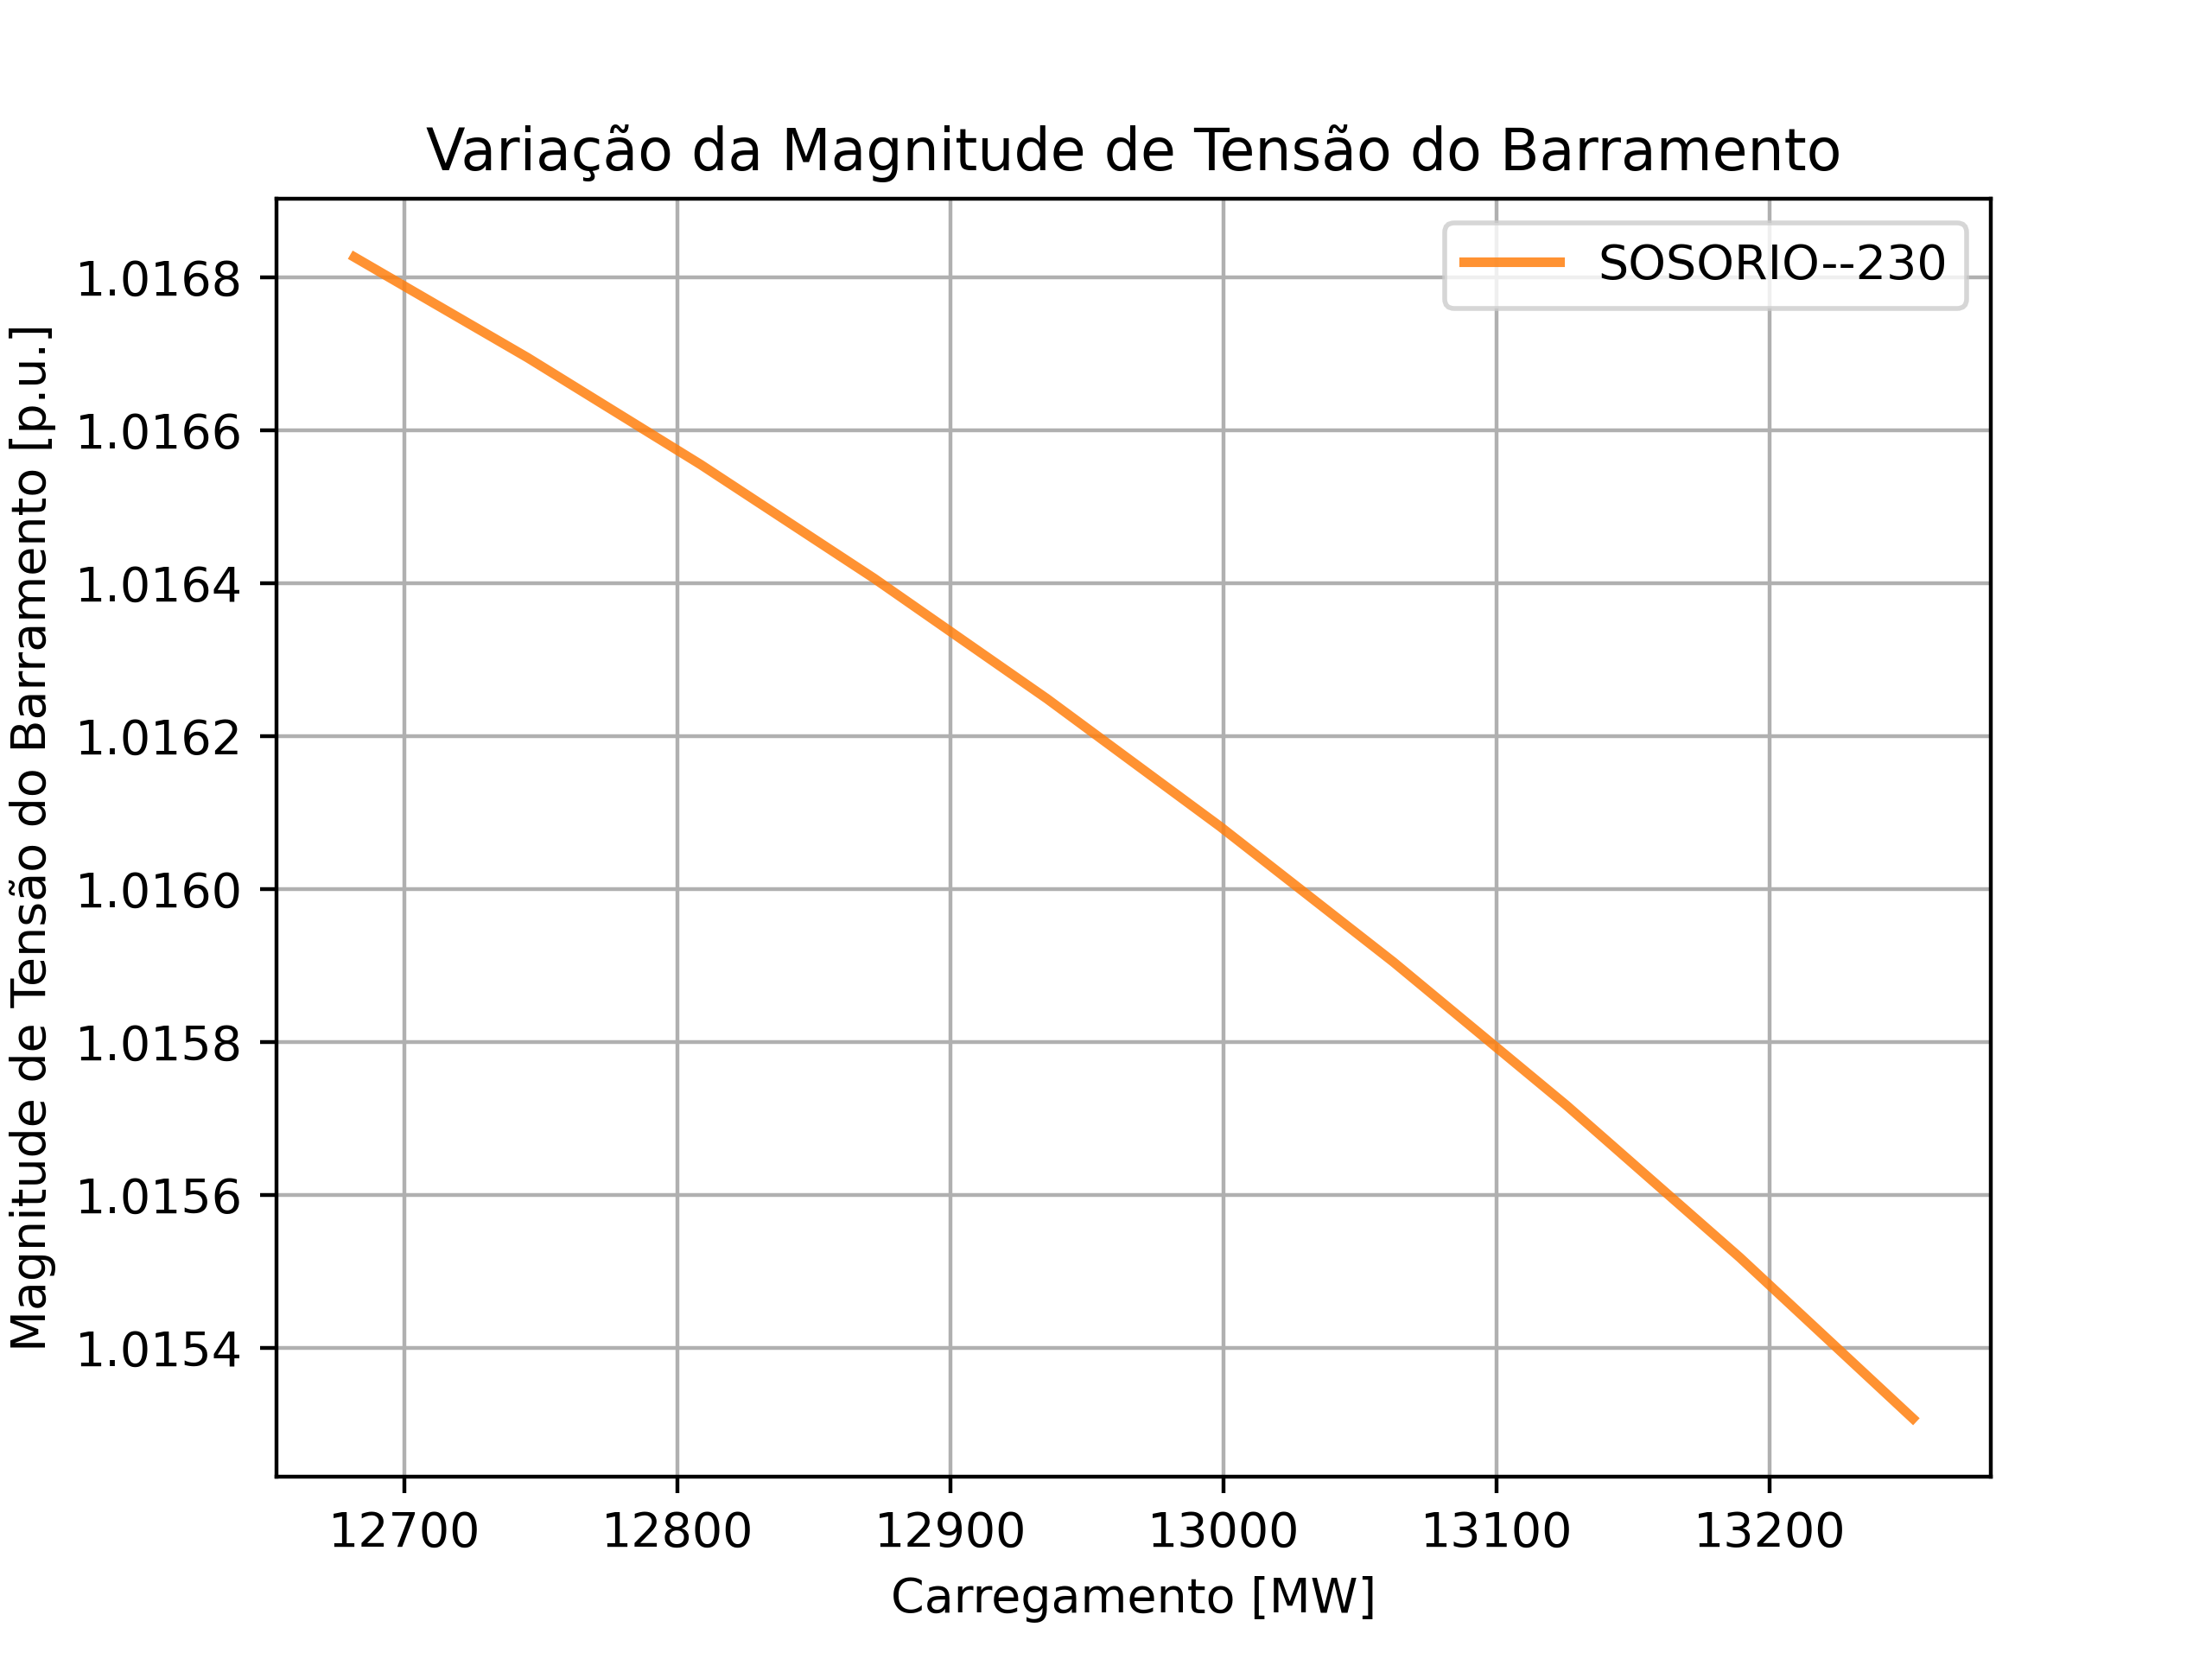 Variação da Magnitude de Tensão do Barramento
SOSORIO--230
Magnitude de Tensão do Barramento [p.u.]
1.0168
1.0166
1.0164
1.0162
1.0160
1.0158
1.0156
1.0154
12700 12800 12900 13000 13100 13200
Carregamento [MW]